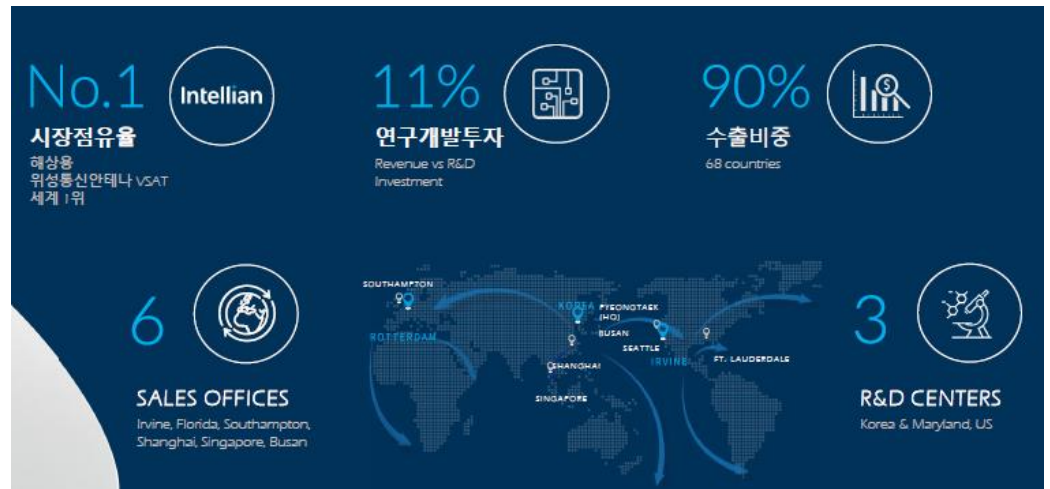 No.1
Intellian
시장점유율
해상용
위성통신안테나 VSAT
세계 1위
11%
연구개발투자
Revenue vs R&D
Investment
90%
수출비중
68 countries
6
SALES OFFICES
Irvine, Florida, Southampton,
Shanghai, Singapore, Busan
SOUTHAMPTON
ROTTERDAM
KOREA
PYEONGTAEK
(HQ)
BUSAN
SEATTLE
IRVINE
FT. LAUDERDALE
SHANGHAI
SINGAPORE
3
R&D CENTERS
Korea & Maryland, US